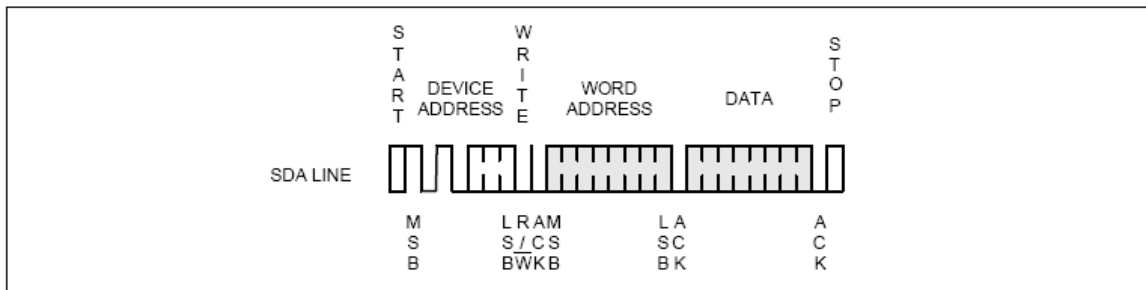 START
WRITE
STOP
DEVICE ADDRESS
WORD ADDRESS
DATA
SDA LINE
MSB
LSB
R/W
ACK
MSB
LSB
ACK
ACK